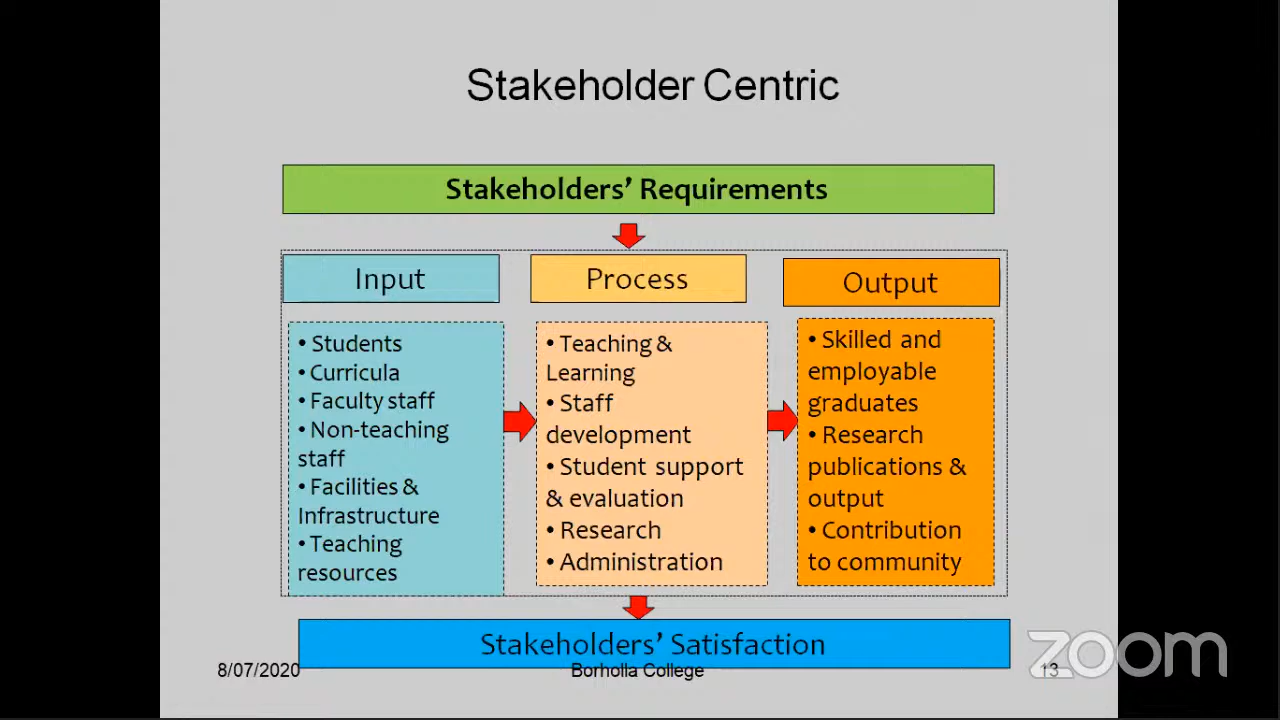 Stakeholder Centric
Stakeholders’ Requirements
Input
• Students
• Curricula
• Faculty staff
• Non-teaching
staff
• Facilities &
Infrastructure
• Teaching
resources
Process
• Teaching &
Learning
• Staff
development
• Student support
& evaluation
• Research
• Administration
Output
• Skilled and
employable
graduates
• Research
publications &
output
• Contribution
to community
Stakeholders’ Satisfaction
8/07/2020
Borholla College
13
zoom